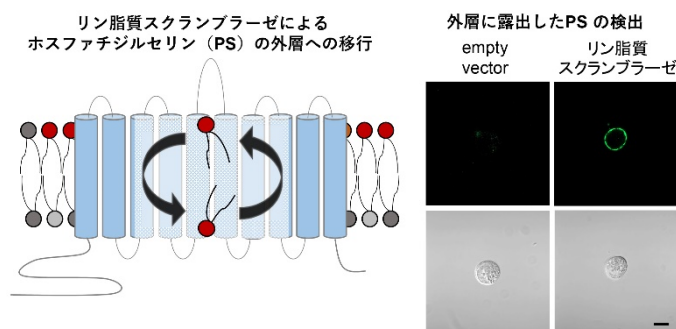 リン脂質スクランブラーゼによる
ホスファチジルセリン（PS）の外層への移行
外層に露出したPS の検出
empty
vector
リン脂質
スクランブラーゼ